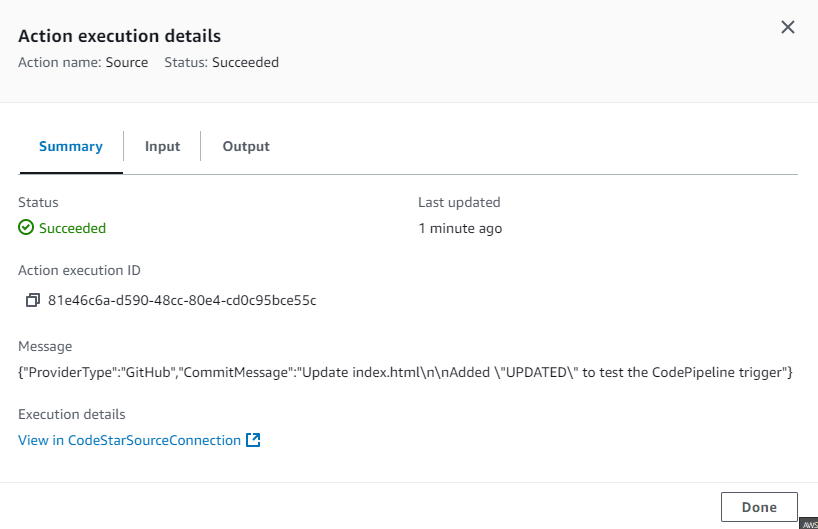 Action execution details
Action name: Source Status: Succeeded
Summary Input Output
Status Last updated
Succeeded 1 minute ago
Action execution ID
81e46c6a-d590-48cc-80e4-cd0c95bce55c
Message
{"ProviderType":"GitHub","CommitMessage":"Update index.html\n\nAdded \"UPDATED\" to test the CodePipeline trigger"}
Execution details
View in CodeStarSourceConnection
Done
AWS